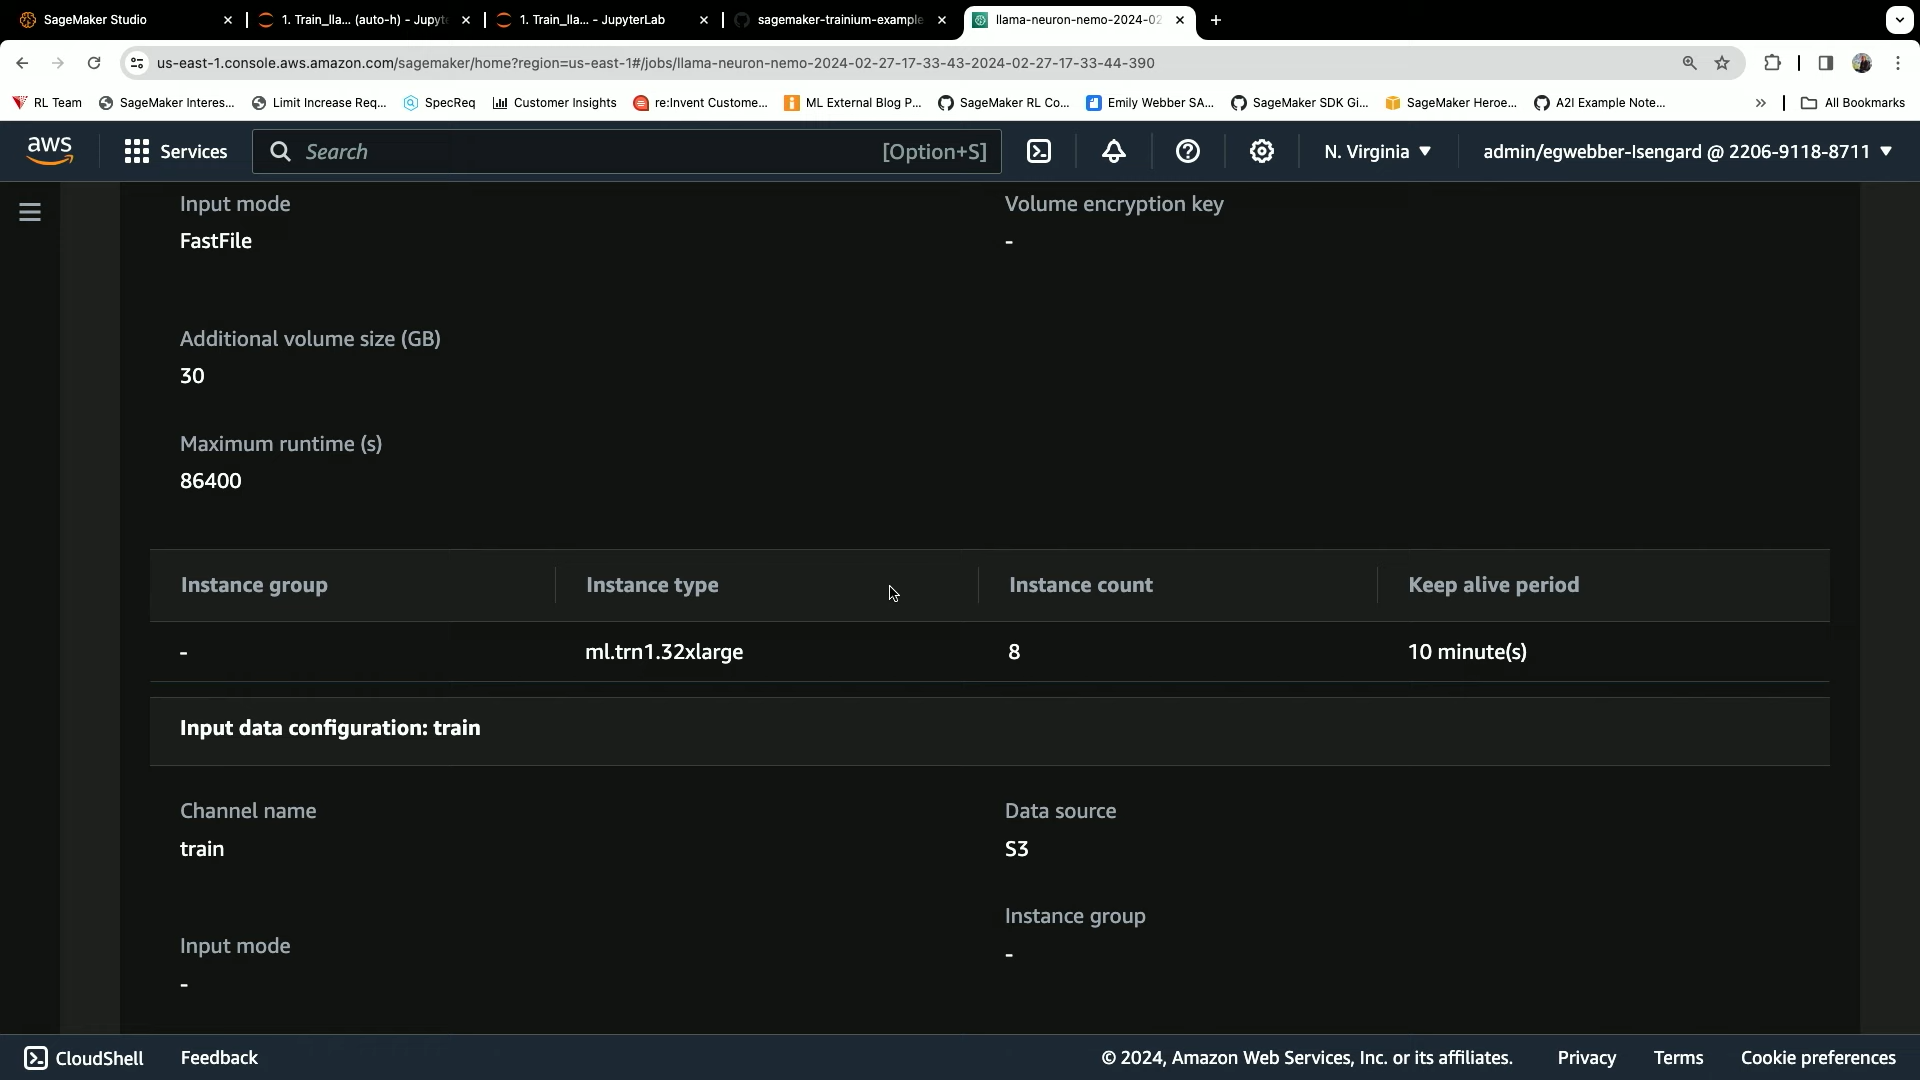 SageMaker Studio
1. Train_lla... (auto-h) - Jupyte
1. Train_lla... - JupyterLab
sagemaker-trainium-example
llama-neuron-nemo-2024-02
us-east-1.console.aws.amazon.com/sagemaker/home?region=us-east-1#/jobs/llama-neuron-nemo-2024-02-27-17-33-43-2024-02-27-17-33-44-390
RL Team
SageMaker Interes...
Limit Increase Req...
SpecReq
Customer Insights
re:Invent Custome...
ML External Blog P...
SageMaker RL Co...
Emily Webber SA...
SageMaker SDK Gi...
SageMaker Heroe...
A2I Example Note...
»
All Bookmarks
aws
Services
Search
[Option+S]
N. Virginia
admin/egwebber-Isengard @ 2206-9118-8711
Input mode
FastFile
Volume encryption key
-
Additional volume size (GB)
30
Maximum runtime (s)
86400
Instance group Instance type Instance count Keep alive period
- ml.trn1.32xlarge 8 10 minute(s)
Input data configuration: train
Channel name
train
Data source
S3
Instance group
-
Input mode
-
CloudShell
Feedback
© 2024, Amazon Web Services, Inc. or its affiliates.
Privacy
Terms
Cookie preferences